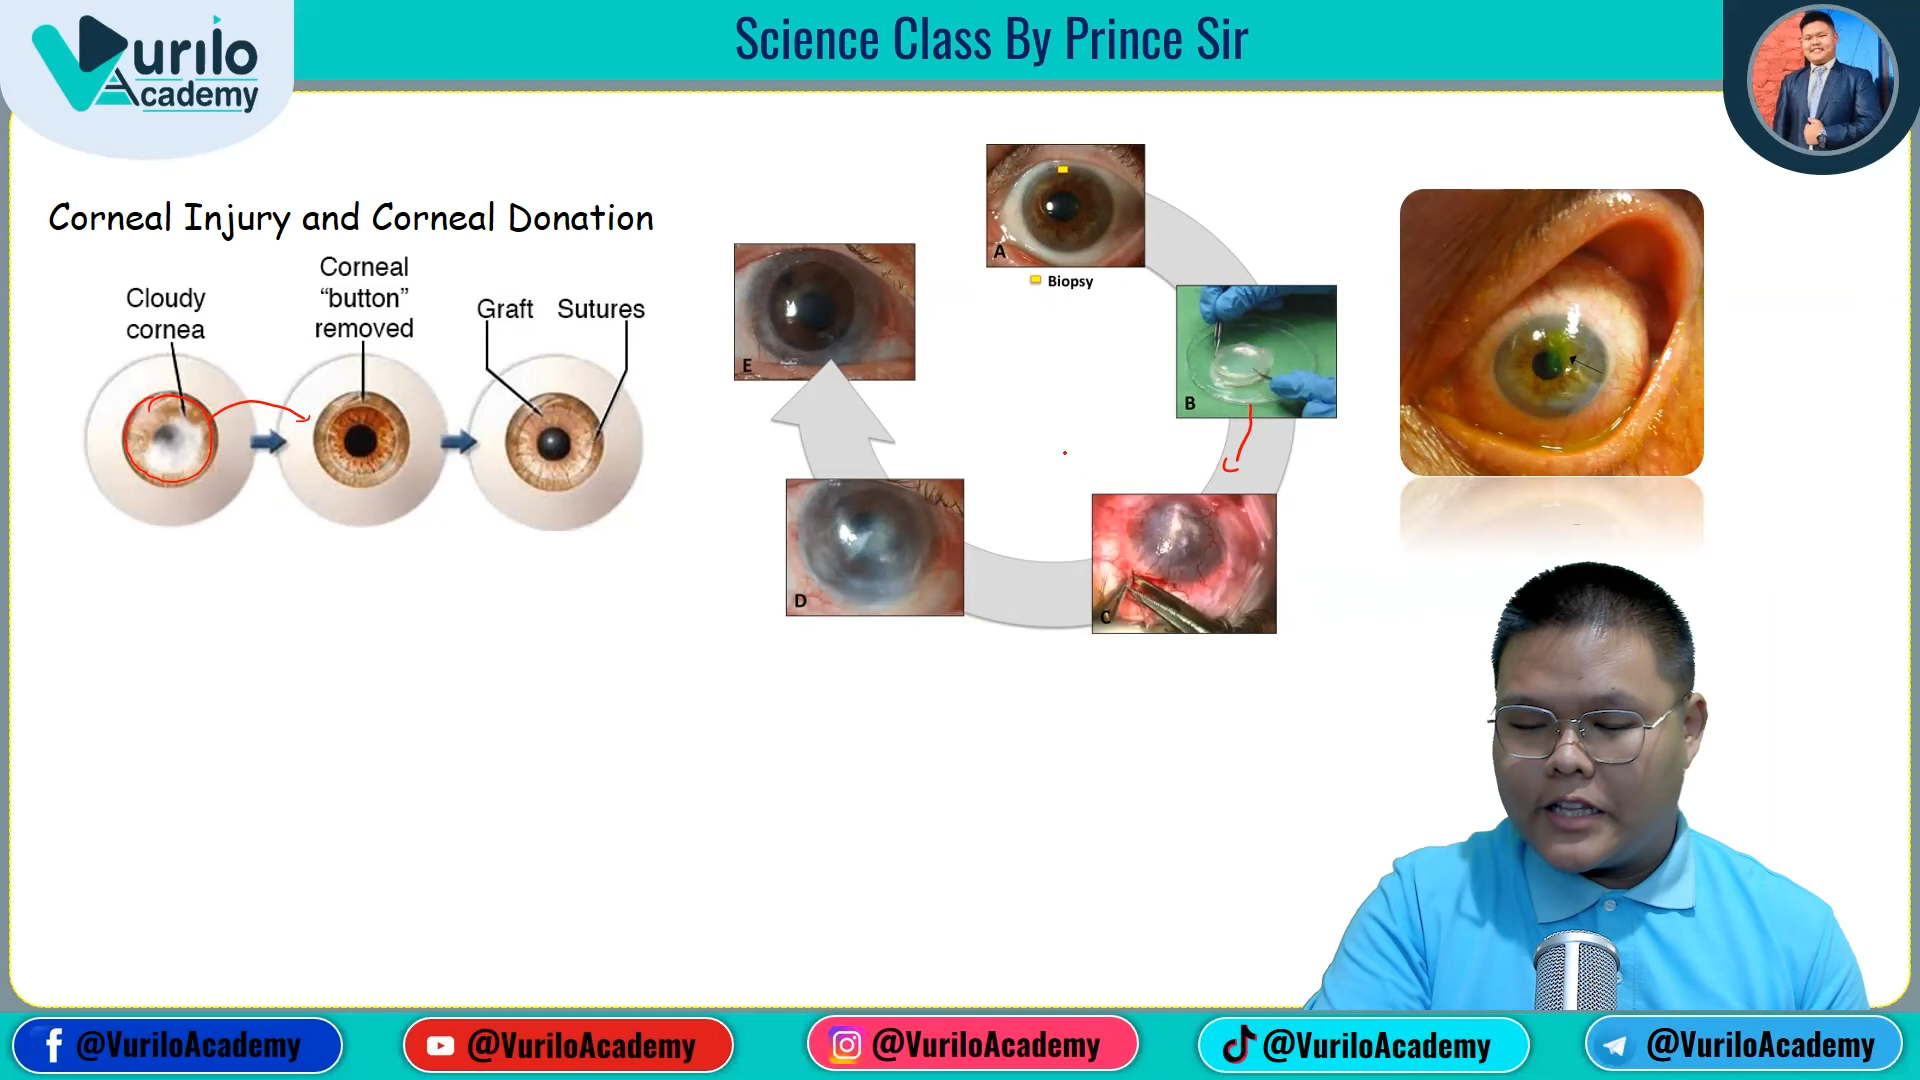 Vurilo
Academy
Science Class By Prince Sir
Corneal Injury and Corneal Donation
Cloudy
cornea
Corneal
“button”
removed
Graft
Sutures
A
Biopsy
B
C
D
E
@VuriloAcademy
@VuriloAcademy
@VuriloAcademy
@VuriloAcademy
@VuriloAcademy